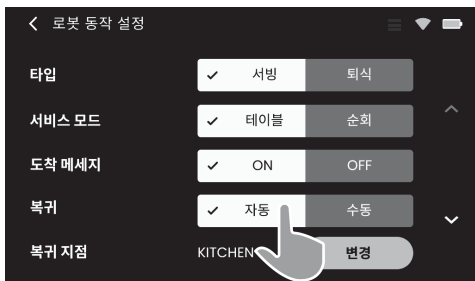 로봇 동작 설정
타입 서빙 퇴식
서비스 모드 테이블 순회
도착 메세지 ON OFF
복귀 자동 수동
복귀 지점 KITCHEN 변경